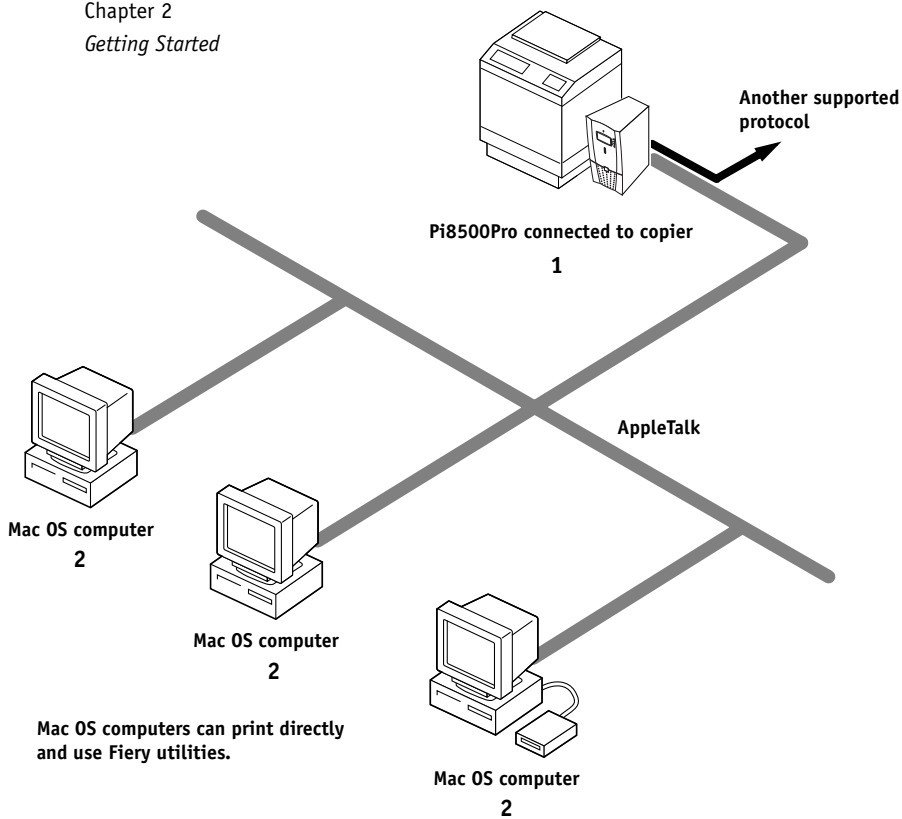 Chapter 2
Getting Started
Another supported
protocol
Pi8500Pro connected to copier
1
AppleTalk
Mac OS computer
2
Mac OS computer
2
Mac OS computers can print directly
and use Fiery utilities.
Mac OS computer
2